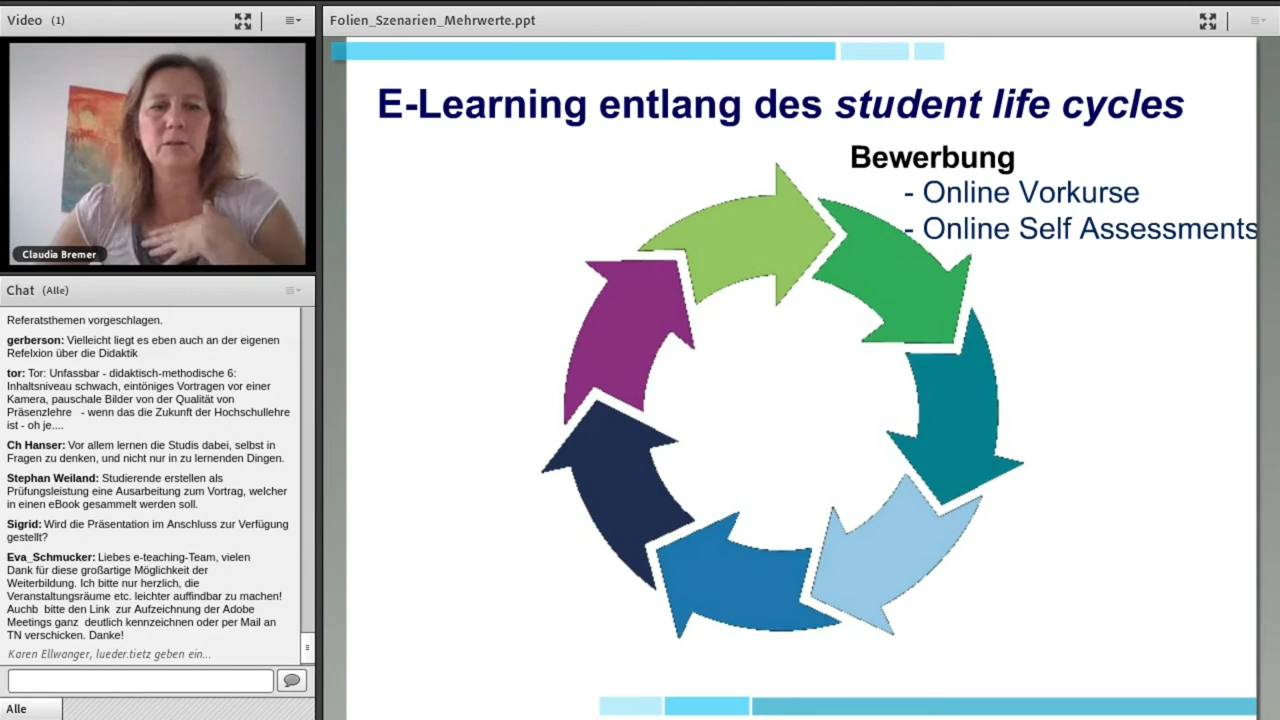 Video (1)
Claudia Bremer
Chat (Alle)
Referatsthemen vorgeschlagen.
gerberson: Vielleicht liegt es eben auch an der eigenen
Refelxion über die Didaktik
tor: Tor: Unfassbar - didaktisch-methodische 6:
Inhaltsniveau schwach, eintöniges Vortragen vor einer
Kamera, pauschale Bilder von der Qualität von
Präsenzlehre - wenn das die Zukunft der Hochschullehre
ist - oh je....
Ch Hanser: Vor allem lernen die Studis dabei, selbst in
Fragen zu denken, und nicht nur in zu lernenden Dingen.
Stephan Weiland: Studierende erstellen als
Prüfungsleistung eine Ausarbeitung zum Vortrag, welcher
in einen eBook gesammelt werden soll.
Sigrid: Wird die Präsentation im Anschluss zur Verfügung
gestellt?
Eva_Schmucker: Liebes e-teaching-Team, vielen
Dank für diese großartige Möglichkeit der
Weiterbildung. Ich bitte nur herzlich, die
Veranstaltungsräume etc. leichter auffindbar zu machen!
Auchb bitte den Link zur Aufzeichnung der Adobe
Meetings ganz deutlich kennzeichnen oder per Mail an
TN verschicken. Danke!
Karen Ellwanger, lueder.tietz geben ein...
Alle
Folien_Szenarien_Mehrwerte.ppt
E-Learning entlang des student life cycles
Bewerbung
- Online Vorkurse
- Online Self Assessments